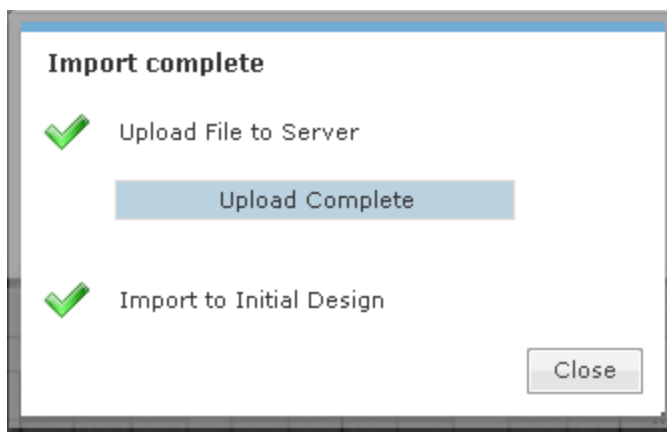 Import complete
Upload File to Server
Upload Complete
Import to Initial Design
Close